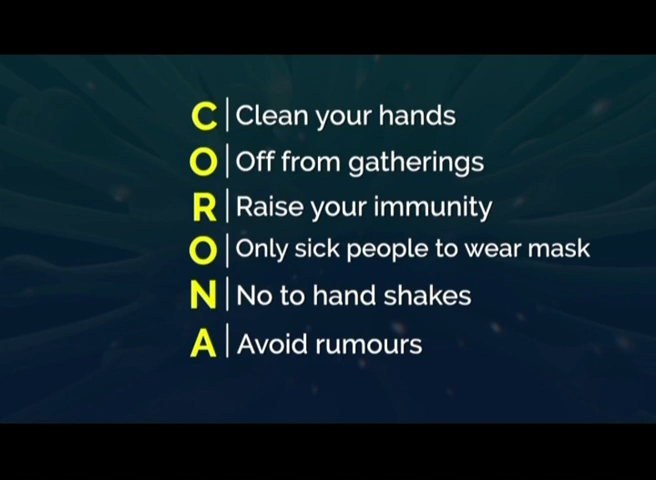 C | Clean your hands
O | Off from gatherings
R | Raise your immunity
O | Only sick people to wear mask
N | No to hand shakes
A | Avoid rumours